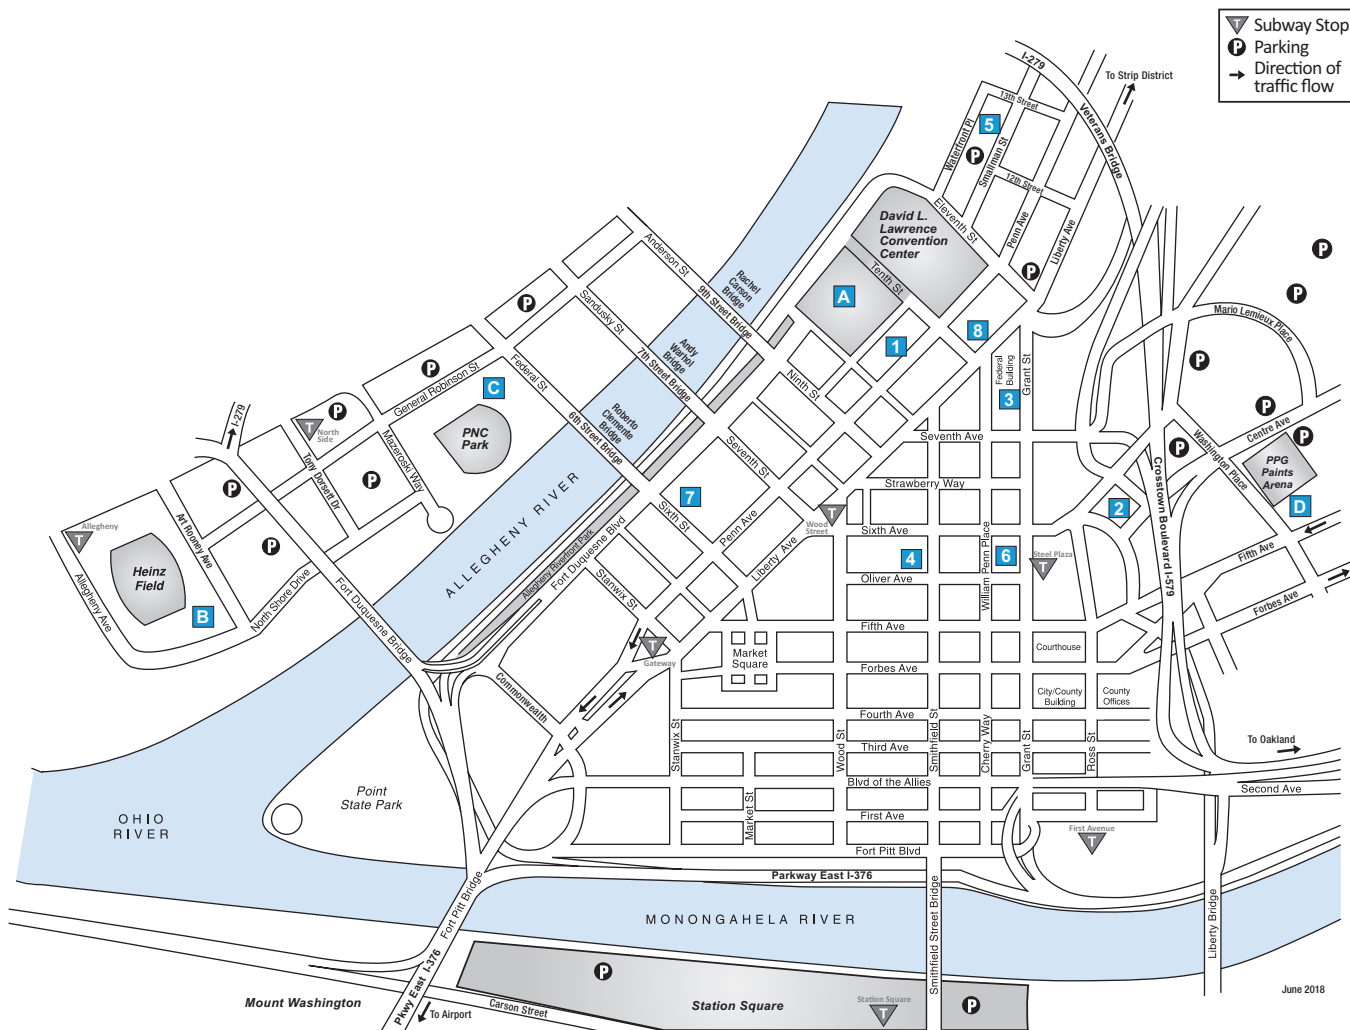 T Subway Stop
P Parking
Direction of
traffic flow
I-279
To Strip District
13th Street
Veterans Bridge
5
Waterfront Pl
P
Smallman St
12th Street
David L.
Lawrence
Convention
Center
Eleventh St
Penn Ave
Liberty Ave
P
Tenth St
A
1
8
P
P
Mario Lemieux Place
P
P
P
P
Centre Ave
Washington Place
PPG
Paints
Arena
D
Anderson St
Rachel
Carson
Bridge
9th Street Bridge
Sandusky St
Andy
Warhol
Bridge
7th Street Bridge
P
P
General Robinson St
Federal St
C
Roberto
Clemente
Bridge
6th Street Bridge
PNC
Park
Mazeroski Way
I-279
P
T
North
Side
Tony Dorsett Dr
P
P
P
Allegheny
T
Art Rooney Ave
Heinz
Field
B
Allegheny Ave
North Shore Drive
Fort Duquesne Bridge
ALLEGHENY RIVER
Allegheny Riverfront Park
Fort Duquesne Blvd
Ninth St
Seventh St
7
Sixth St
Penn Ave
Liberty Ave
Stanwix St
T
Gateway
Commonwealth
Federal
Building
Grant St
3
Seventh Ave
Strawberry Way
T
Wood
Street
Sixth Ave
4
William Penn Place
6
Steel Plaza
T
2
Crosstown Boulevard I-579
Fifth Ave
Forbes Ave
Oliver Ave
Fifth Ave
Market
Square
Courthouse
Forbes Ave
City/County
Building
County
Offices
Fourth Ave
Stanwix St
Wood St
Smithfield St
Cherry Way
Grant St
Ross St
Third Ave
To Oakland
Blvd of the Allies
Second Ave
Market St
First Ave
First Avenue
T
Fort Pitt Blvd
Parkway East I-376
Point
State Park
OHIO
RIVER
MONONGAHELA RIVER
Fort Pitt Bridge
Smithfield Street Bridge
Liberty Bridge
Pkwy East I-376
To Airport
Mount Washington
Carson Street
P
Station Square
Station Square
T
P
June 2018